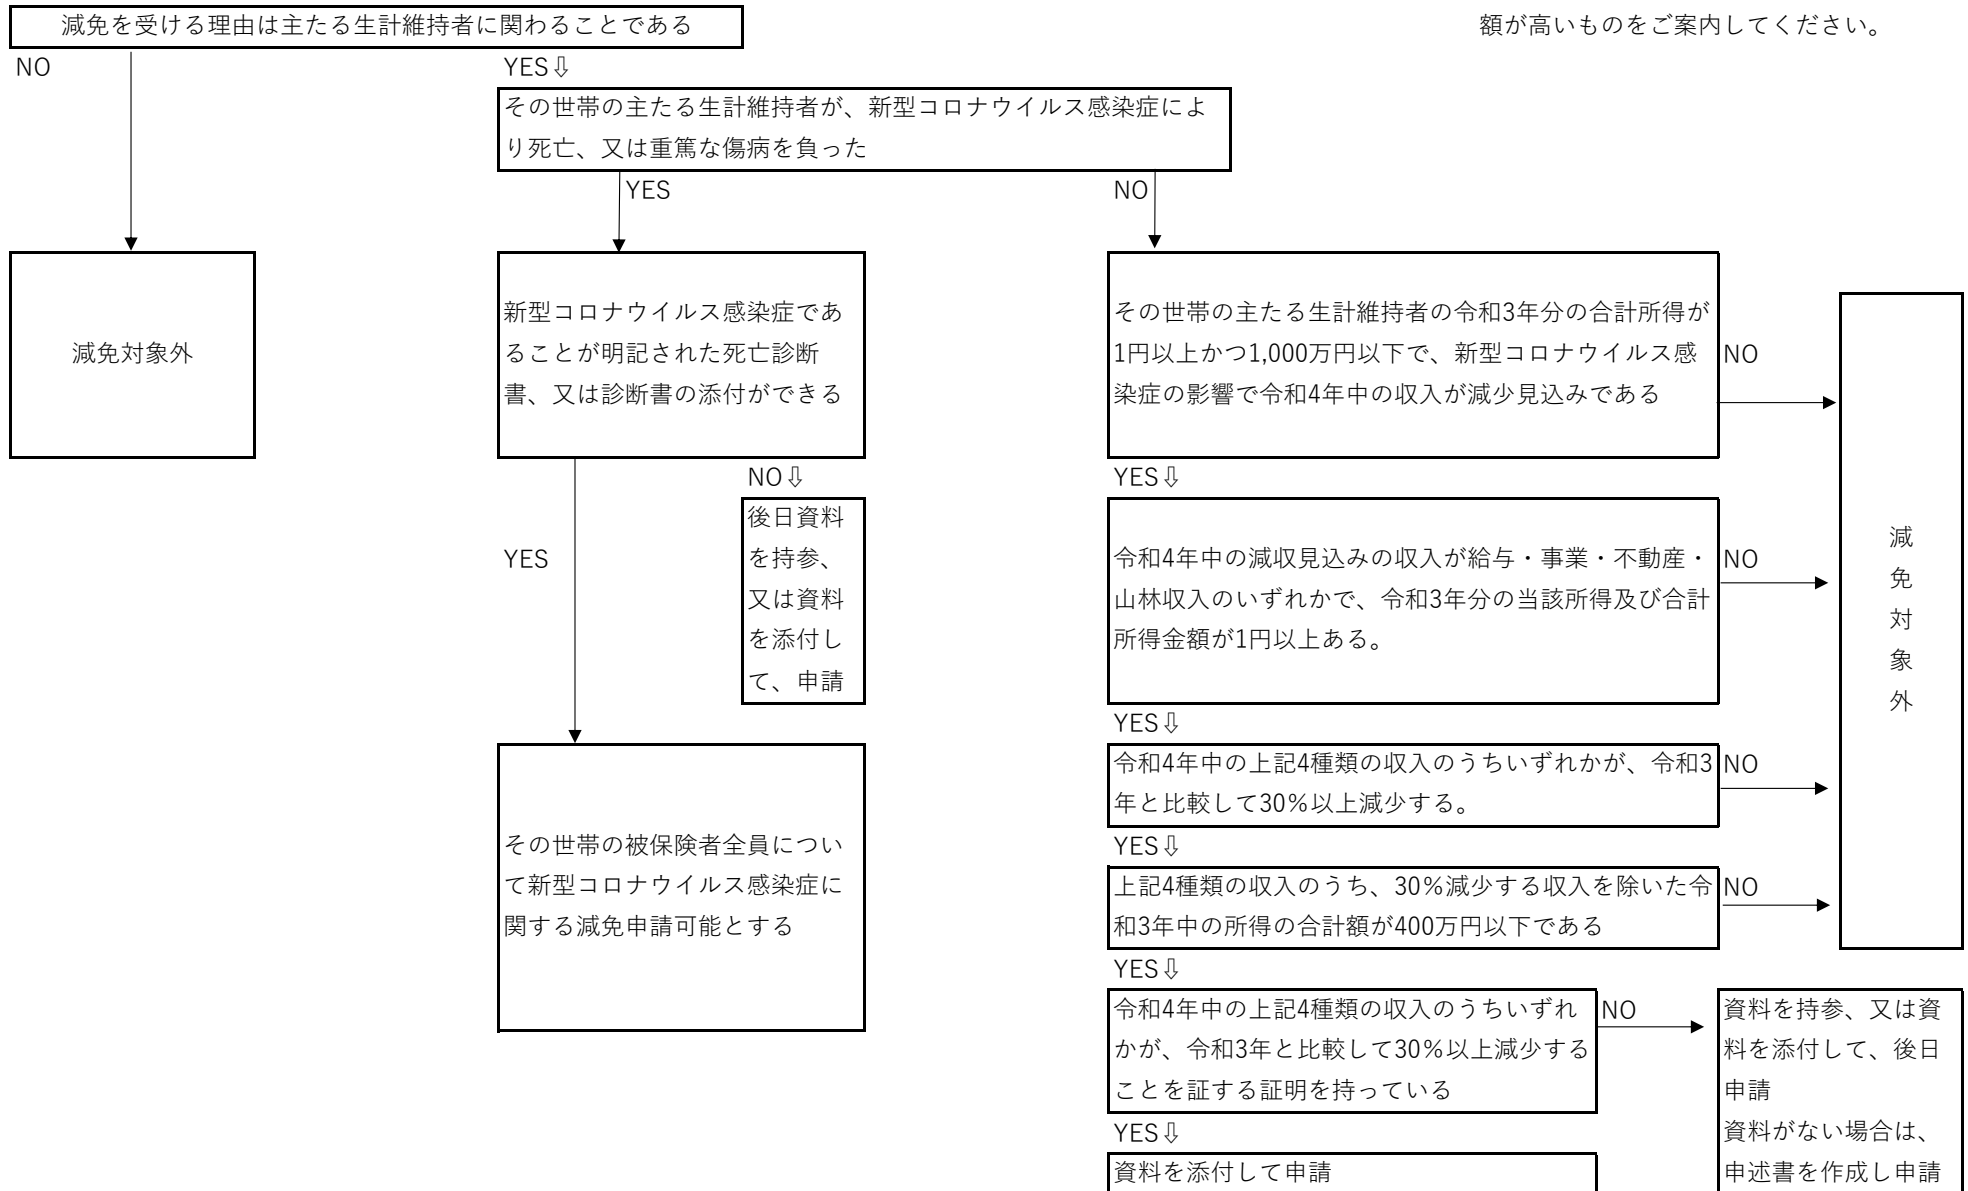 減免を受ける理由は主たる生計維持者に関わることである
額が高いものをご案内してください。
NO
YES⇩
その世帯の主たる生計維持者が、新型コロナウイルス感染症によ
り死亡、又は重篤な傷病を負った
YES
NO
減免対象外
新型コロナウイルス感染症であ
ることが明記された死亡診断
書、又は診断書の添付ができる
その世帯の主たる生計維持者の令和3年分の合計所得が
1円以上かつ1,000万円以下で、新型コロナウイルス感
染症の影響で令和4年中の収入が減少見込みである
NO
NO⇩
後日資料
を持参、
又は資料
を添付し
て、申請
YES
YES⇩
令和4年中の減収見込みの収入が給与・事業・不動産・
山林収入のいずれかで、令和3年分の当該所得及び合計
所得金額が1円以上ある。
NO
減
免
対
象
外
YES⇩
令和4年中の上記4種類の収入のうちいずれかが、令和3
年と比較して30%以上減少する。
NO
その世帯の被保険者全員につい
て新型コロナウイルス感染症に
関する減免申請可能とする
YES⇩
上記4種類の収入のうち、30%減少する収入を除いた令
和3年中の所得の合計額が400万円以下である
NO
YES⇩
令和4年中の上記4種類の収入のうちいずれ
かが、令和3年と比較して30%以上減少する
ことを証する証明を持っている
NO
資料を持参、又は資
料を添付して、後日
申請
資料がない場合は、
申述書を作成し申請
YES⇩
資料を添付して申請